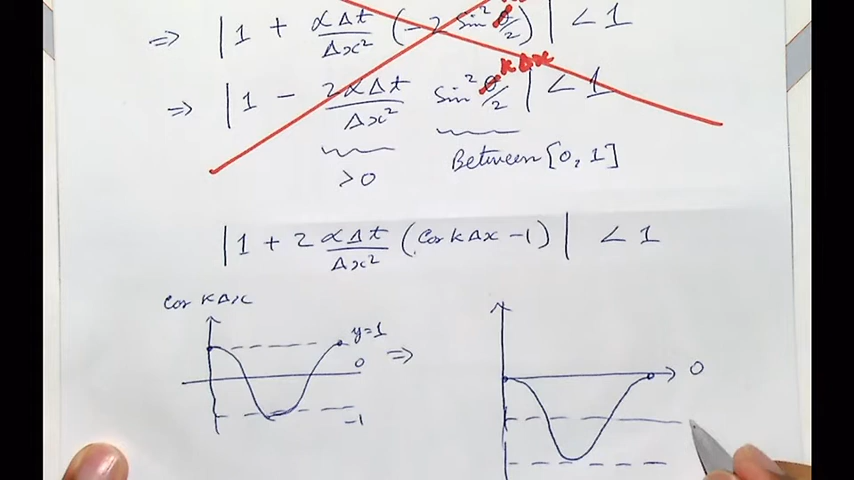 ⇒ |1 + αΔt/Δx² (-2 Sin² θ/2)| < 1
kΔx
⇒ |1 - 2αΔt/Δx² Sin² θ/2| < 1
> 0 Between [0, 1]
|1 + 2 αΔt/Δx² (Cos kΔx - 1)| < 1
Cos kΔx
y=1
0 ⇒ 0
-1